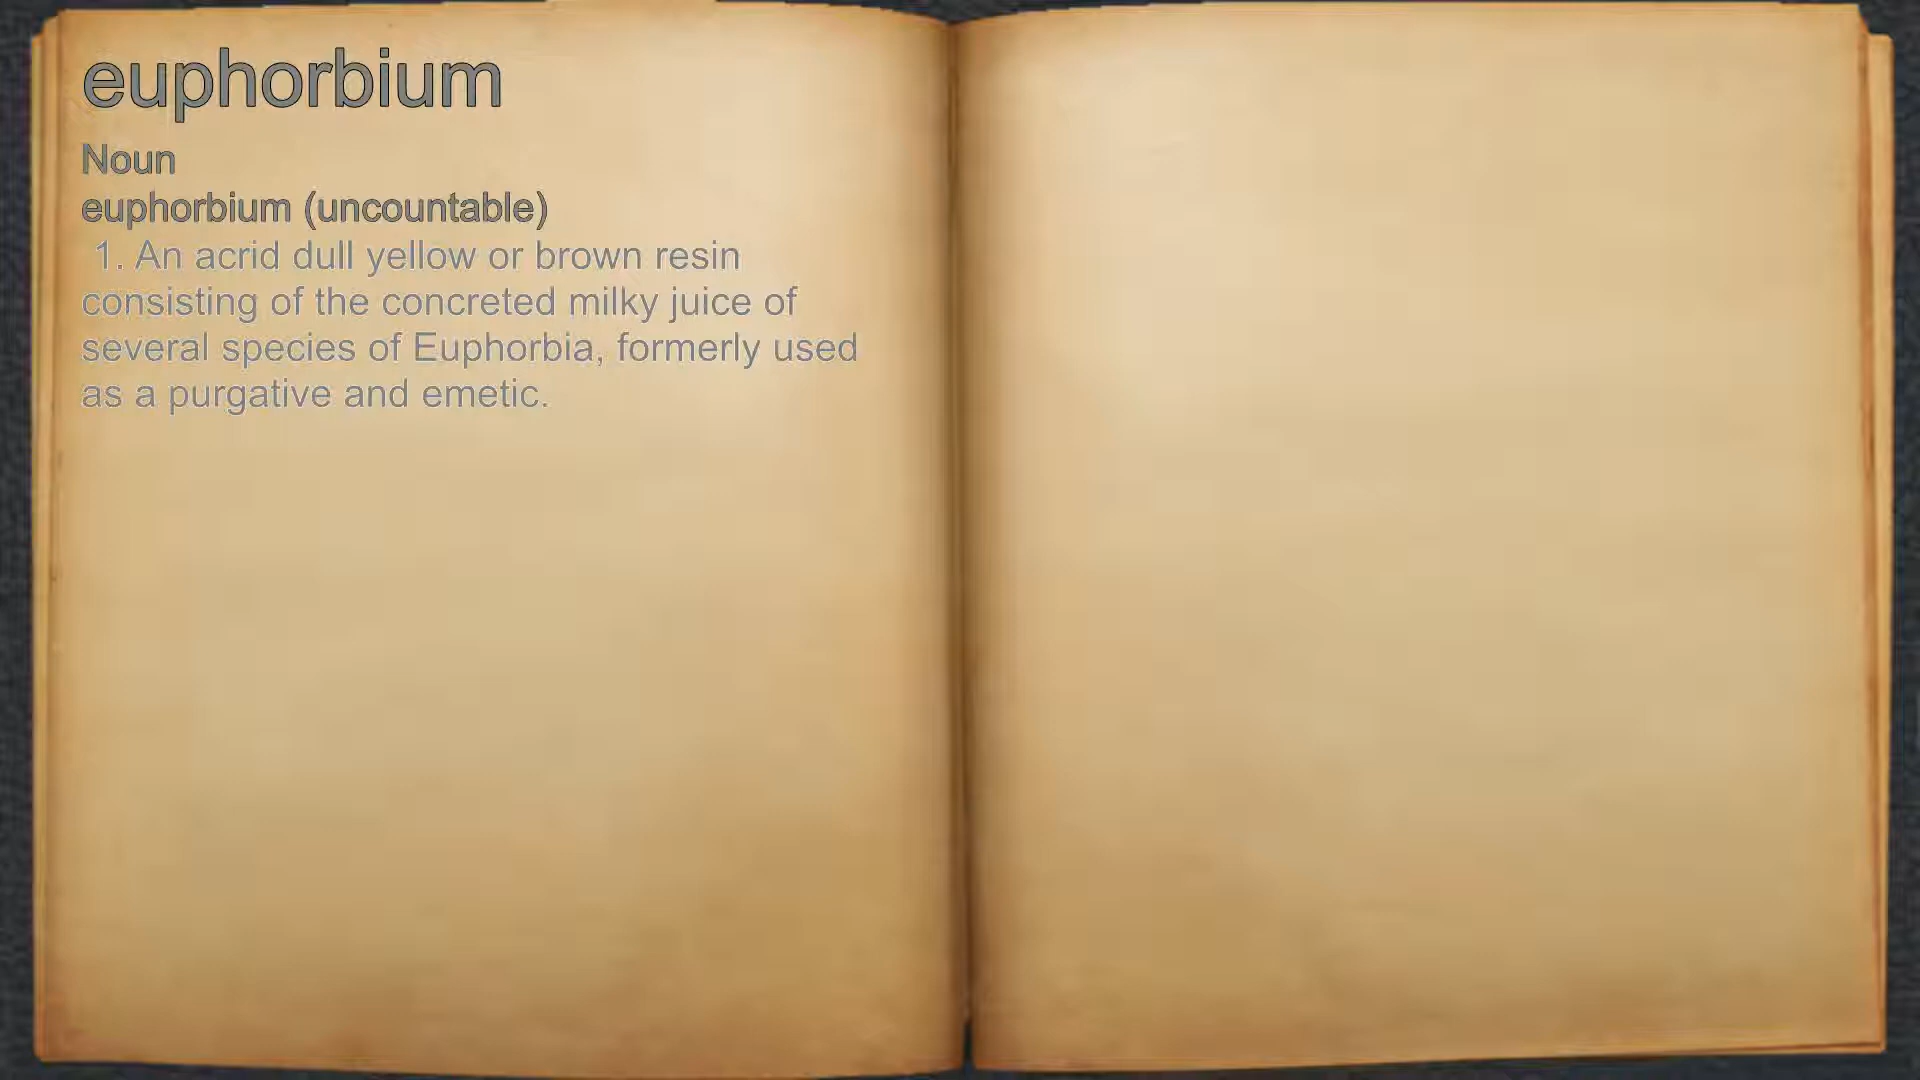 euphorbium
Noun
euphorbium (uncountable)
1. An acrid dull yellow or brown resin
consisting of the concreted milky juice of
several species of Euphorbia, formerly used
as a purgative and emetic.